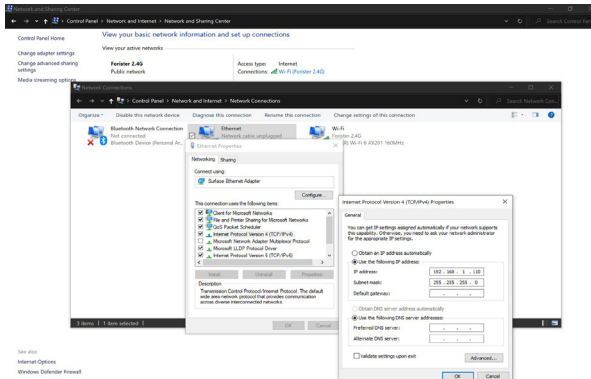 Network and Sharing Center
Control Panel > Network and Internet > Network and Sharing Center
Control Panel Home
View your basic network information and set up connections
Change adapter settings
View your active networks
Change advanced sharing settings
Forister 2.4G
Public network
Access type: Internet
Connections: Wi-Fi (Forister 2.4G)
Media streaming options
Network Connections
Control Panel > Network and Internet > Network Connections
Organize
Disable this network device
Diagnose this connection
Rename this connection
Change settings of this connection
Bluetooth Network Connection
Not connected
Bluetooth Device (Personal Ar...
Ethernet
Network cable unplugged
Wi-Fi
Forister 2.4G
(R) Wi-Fi 6 AX201 160MHz
Ethernet Properties
Networking
Sharing
Connect using:
Surface Ethernet Adapter
Configure...
This connection uses the following items:
Client for Microsoft Networks
File and Printer Sharing for Microsoft Networks
QoS Packet Scheduler
Internet Protocol Version 4 (TCP/IPv4)
Microsoft Network Adapter Multiplexor Protocol
Microsoft LLDP Protocol Driver
Install
Uninstall
Properties
Description
Transmission Control Protocol/Internet Protocol. The default
wide area network protocol that provides communication
across diverse interconnected networks.
OK
Cancel
Internet Protocol Version 4 (TCP/IPv4) Properties
General
You can get IP settings assigned automatically if your network supports
this capability. Otherwise, you need to ask your network administrator
for the appropriate IP settings.
Obtain an IP address automatically
Use the following IP address:
IP address: 192 . 168 . 1 . 110
Subnet mask: 255 . 255 . 255 . 0
Default gateway: . . .
Obtain DNS server address automatically
Use the following DNS server addresses:
Preferred DNS server: . . .
Alternate DNS server: . . .
Validate settings upon exit
Advanced...
OK
Cancel
3 items
1 item selected
See also
Internet Options
Windows Defender Firewall